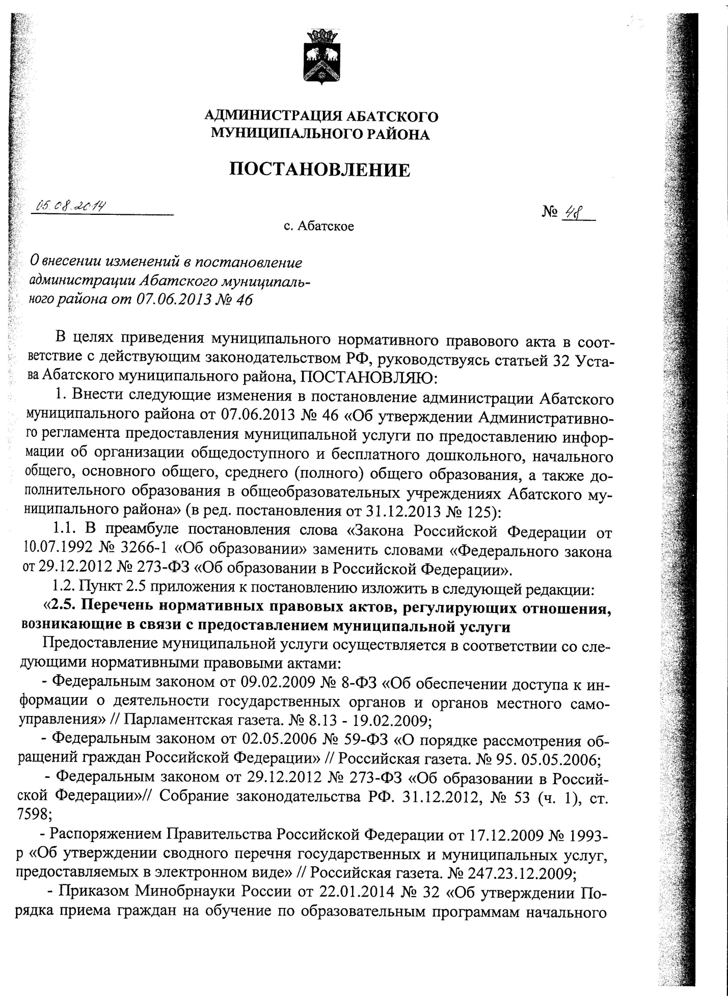 АДМИНИСТРАЦИЯ АБАТСКОГО
МУНИЦИПАЛЬНОГО РАЙОНА
ПОСТАНОВЛЕНИЕ
05.08.2014
№ 48
с. Абатское
О внесении изменений в постановление
администрации Абатского муниципаль-
ного района от 07.06.2013 № 46
В целях приведения муниципального нормативного правового акта в соот-
ветствие с действующим законодательством РФ, руководствуясь статьей 32 Уста-
ва Абатского муниципального района, ПОСТАНОВЛЯЮ:
1. Внести следующие изменения в постановление администрации Абатского
муниципального района от 07.06.2013 № 46 «Об утверждении Административно-
го регламента предоставления муниципальной услуги по предоставлению инфор-
мации об организации общедоступного и бесплатного дошкольного, начального
общего, основного общего, среднего (полного) общего образования, а также до-
полнительного образования в общеобразовательных учреждениях Абатского му-
ниципального района» (в ред. постановления от 31.12.2013 № 125):
1.1. В преамбуле постановления слова «Закона Российской Федерации от
10.07.1992 № 3266-1 «Об образовании» заменить словами «Федерального закона
от 29.12.2012 № 273-ФЗ «Об образовании в Российской Федерации».
1.2. Пункт 2.5 приложения к постановлению изложить в следующей редакции:
«2.5. Перечень нормативных правовых актов, регулирующих отношения,
возникающие в связи с предоставлением муниципальной услуги
Предоставление муниципальной услуги осуществляется в соответствии со сле-
дующими нормативными правовыми актами:
- Федеральным законом от 09.02.2009 № 8-ФЗ «Об обеспечении доступа к ин-
формации о деятельности государственных органов и органов местного само-
управления» // Парламентская газета. № 8.13 - 19.02.2009;
- Федеральным законом от 02.05.2006 № 59-ФЗ «О порядке рассмотрения об-
ращений граждан Российской Федерации» // Российская газета. № 95. 05.05.2006;
- Федеральным законом от 29.12.2012 № 273-ФЗ «Об образовании в Россий-
ской Федерации»// Собрание законодательства РФ. 31.12.2012, № 53 (ч. 1), ст.
7598;
- Распоряжением Правительства Российской Федерации от 17.12.2009 № 1993-
р «Об утверждении сводного перечня государственных и муниципальных услуг,
предоставляемых в электронном виде» // Российская газета. № 247.23.12.2009;
- Приказом Минобрнауки России от 22.01.2014 № 32 «Об утверждении По-
рядка приема граждан на обучение по образовательным программам начального